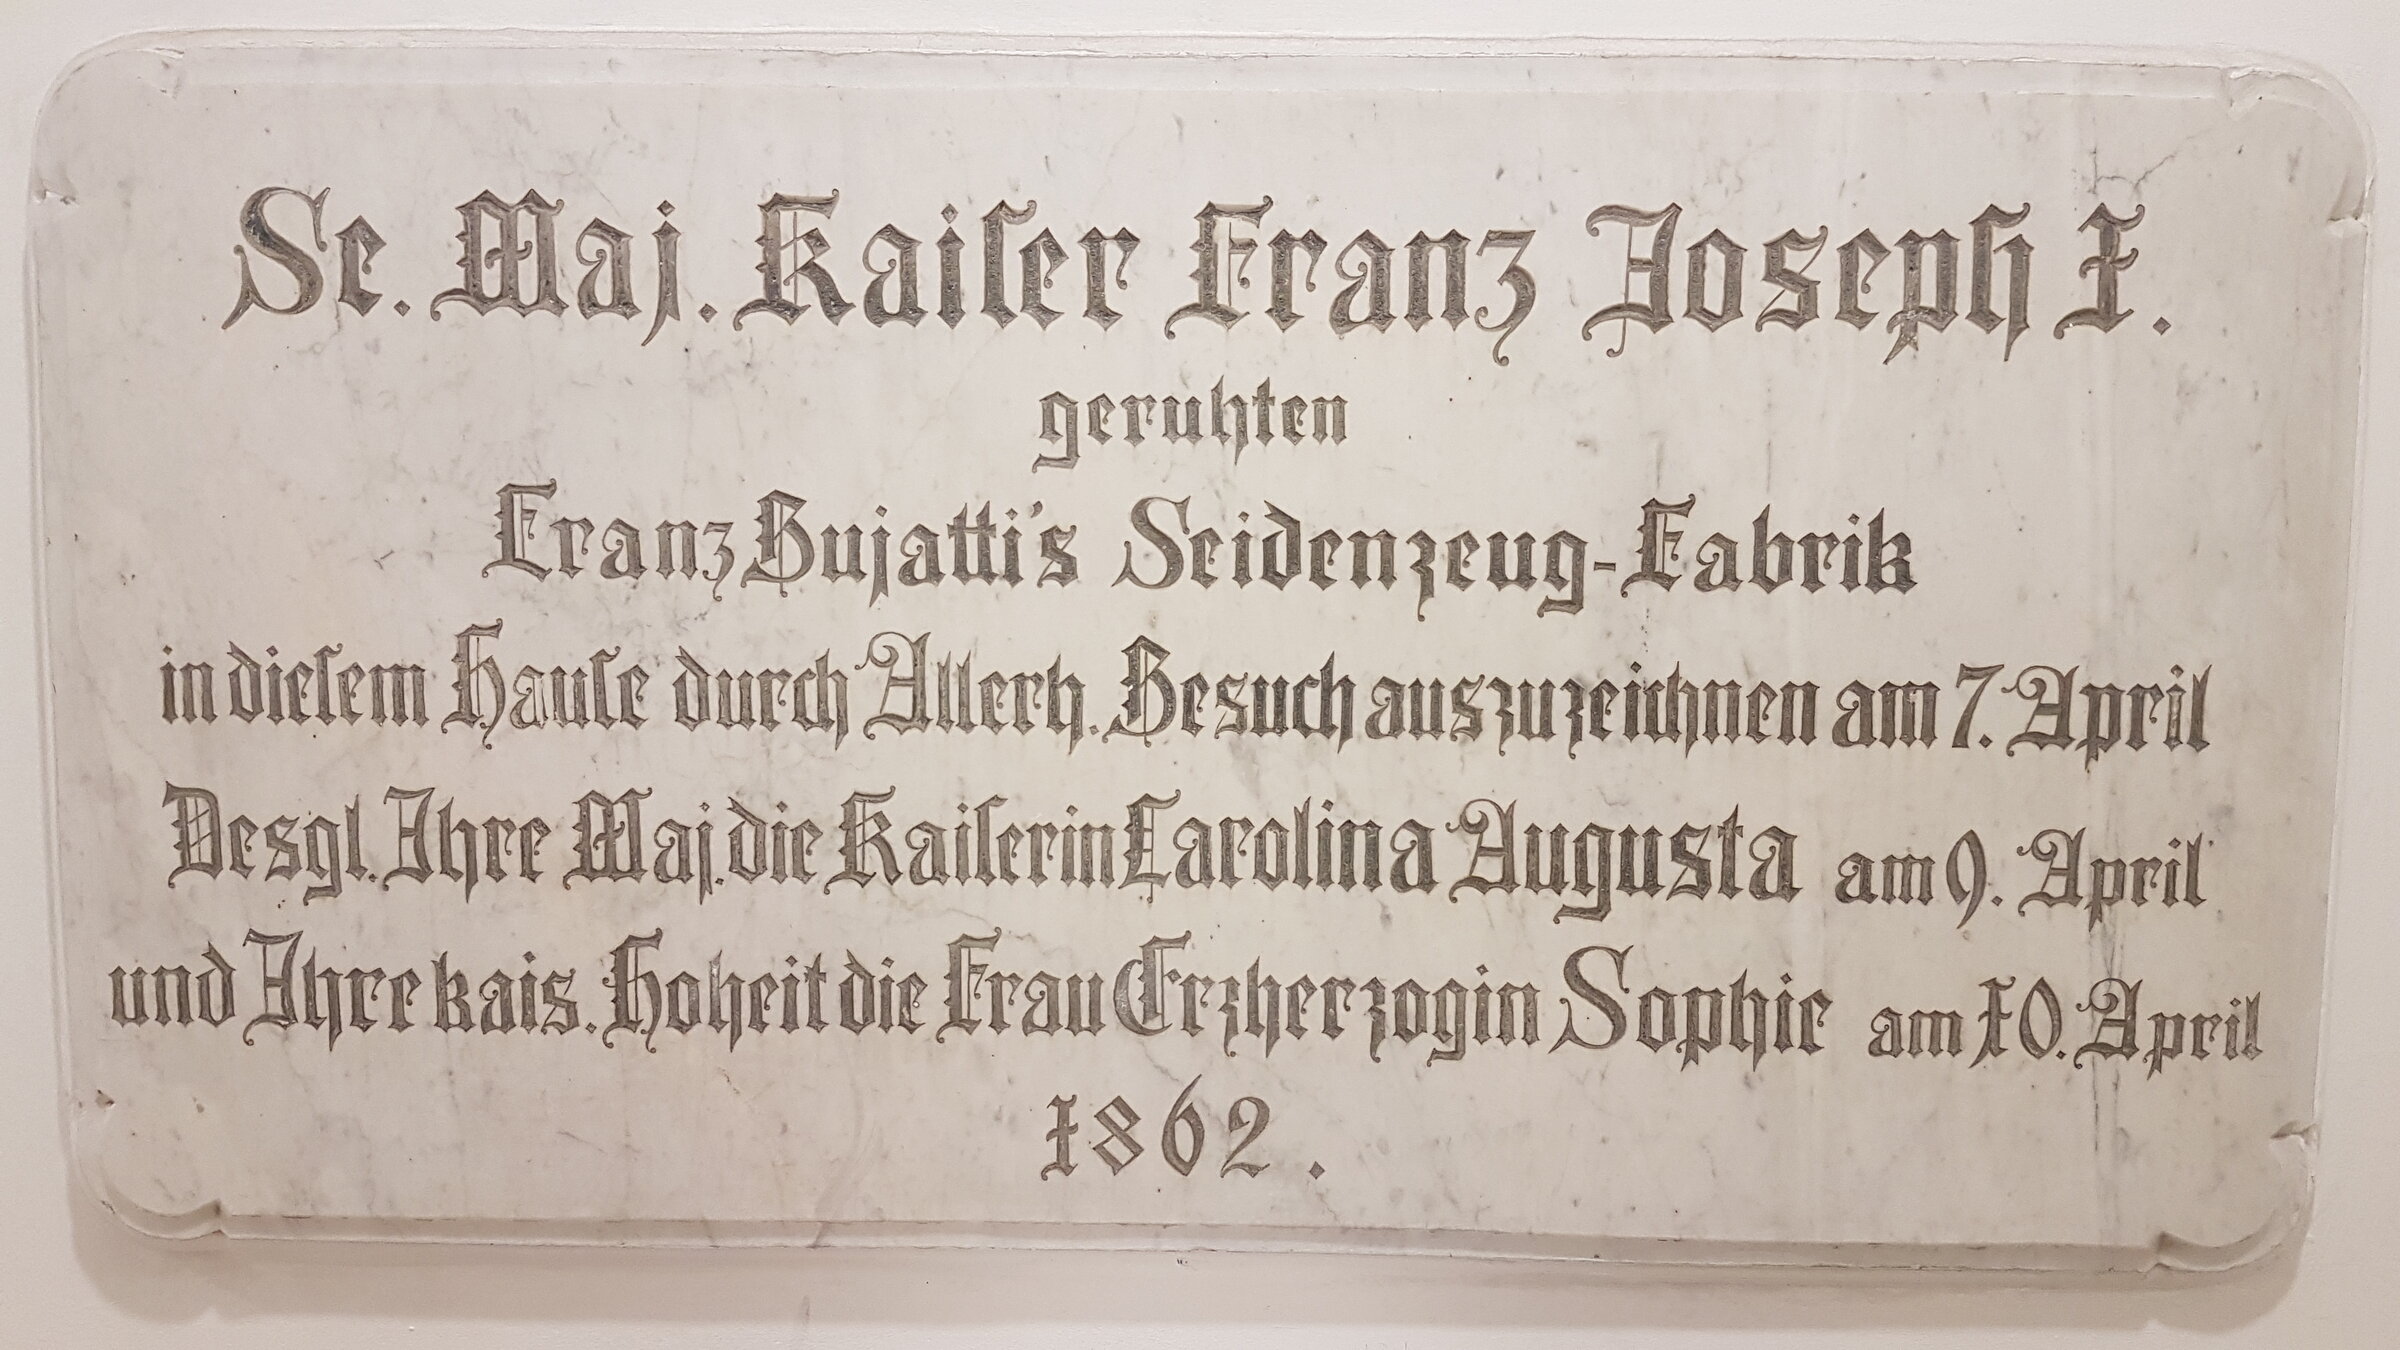 Se. Maj. Kaiſer Franz Joseph I.
geruhten
Franz Bujatti's Seidenzeug-Fabrik
in dieſem Hauſe durch Allerh. Besuch auszuzeichnen am 7. April
Desgl. Ihre Maj. die Kaiſerin Carolina Augusta am 9. April
und Ihre kais. Hoheit die Frau Erzherzogin Sophie am 10. April
1862.